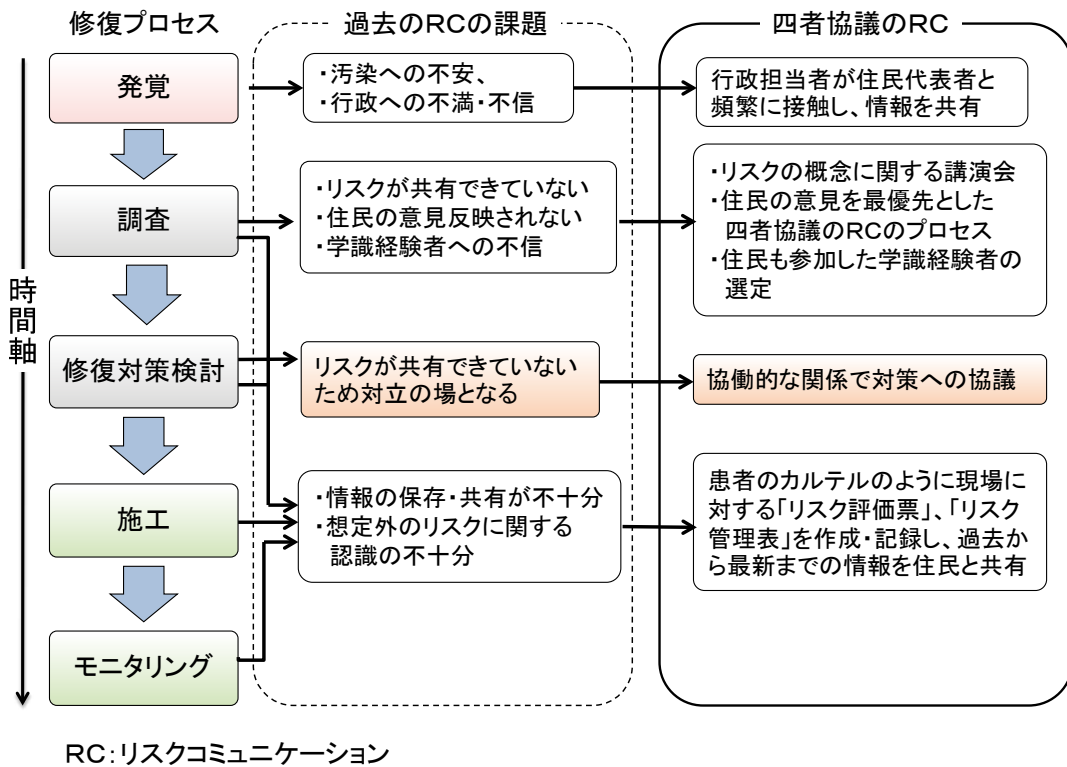 修復プロセス
過去のRCの課題
四者協議のRC
時間軸
発覚
・汚染への不安、
・行政への不満・不信
行政担当者が住民代表者と
頻繁に接触し、情報を共有
調査
・リスクが共有できていない
・住民の意見反映されない
・学識経験者への不信
・リスクの概念に関する講演会
・住民の意見を最優先とした
四者協議のRCのプロセス
・住民も参加した学識経験者の
選定
修復対策検討
リスクが共有できていない
ため対立の場となる
協働的な関係で対策への協議
施工
・情報の保存・共有が不十分
・想定外のリスクに関する
認識の不十分
患者のカルテルのように現場に
対する「リスク評価票」、「リスク
管理表」を作成・記録し、過去か
ら最新までの情報を住民と共有
モニタリング
RC:リスクコミュニケーション